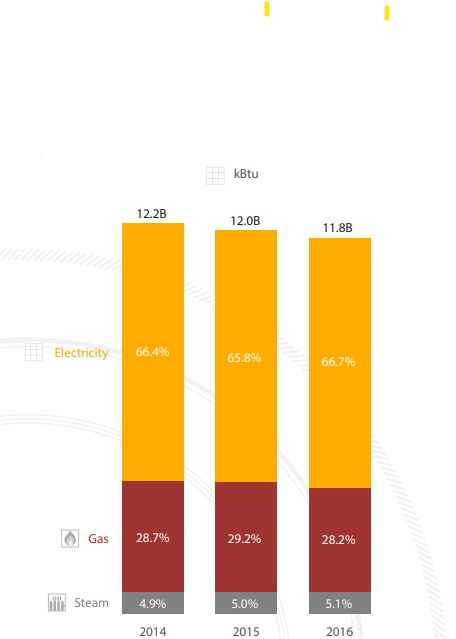 kBtu
12.2B
12.0B
11.8B
Electricity
66.4%
65.8%
66.7%
Gas
28.7%
29.2%
28.2%
Steam
4.9%
5.0%
5.1%
2014
2015
2016